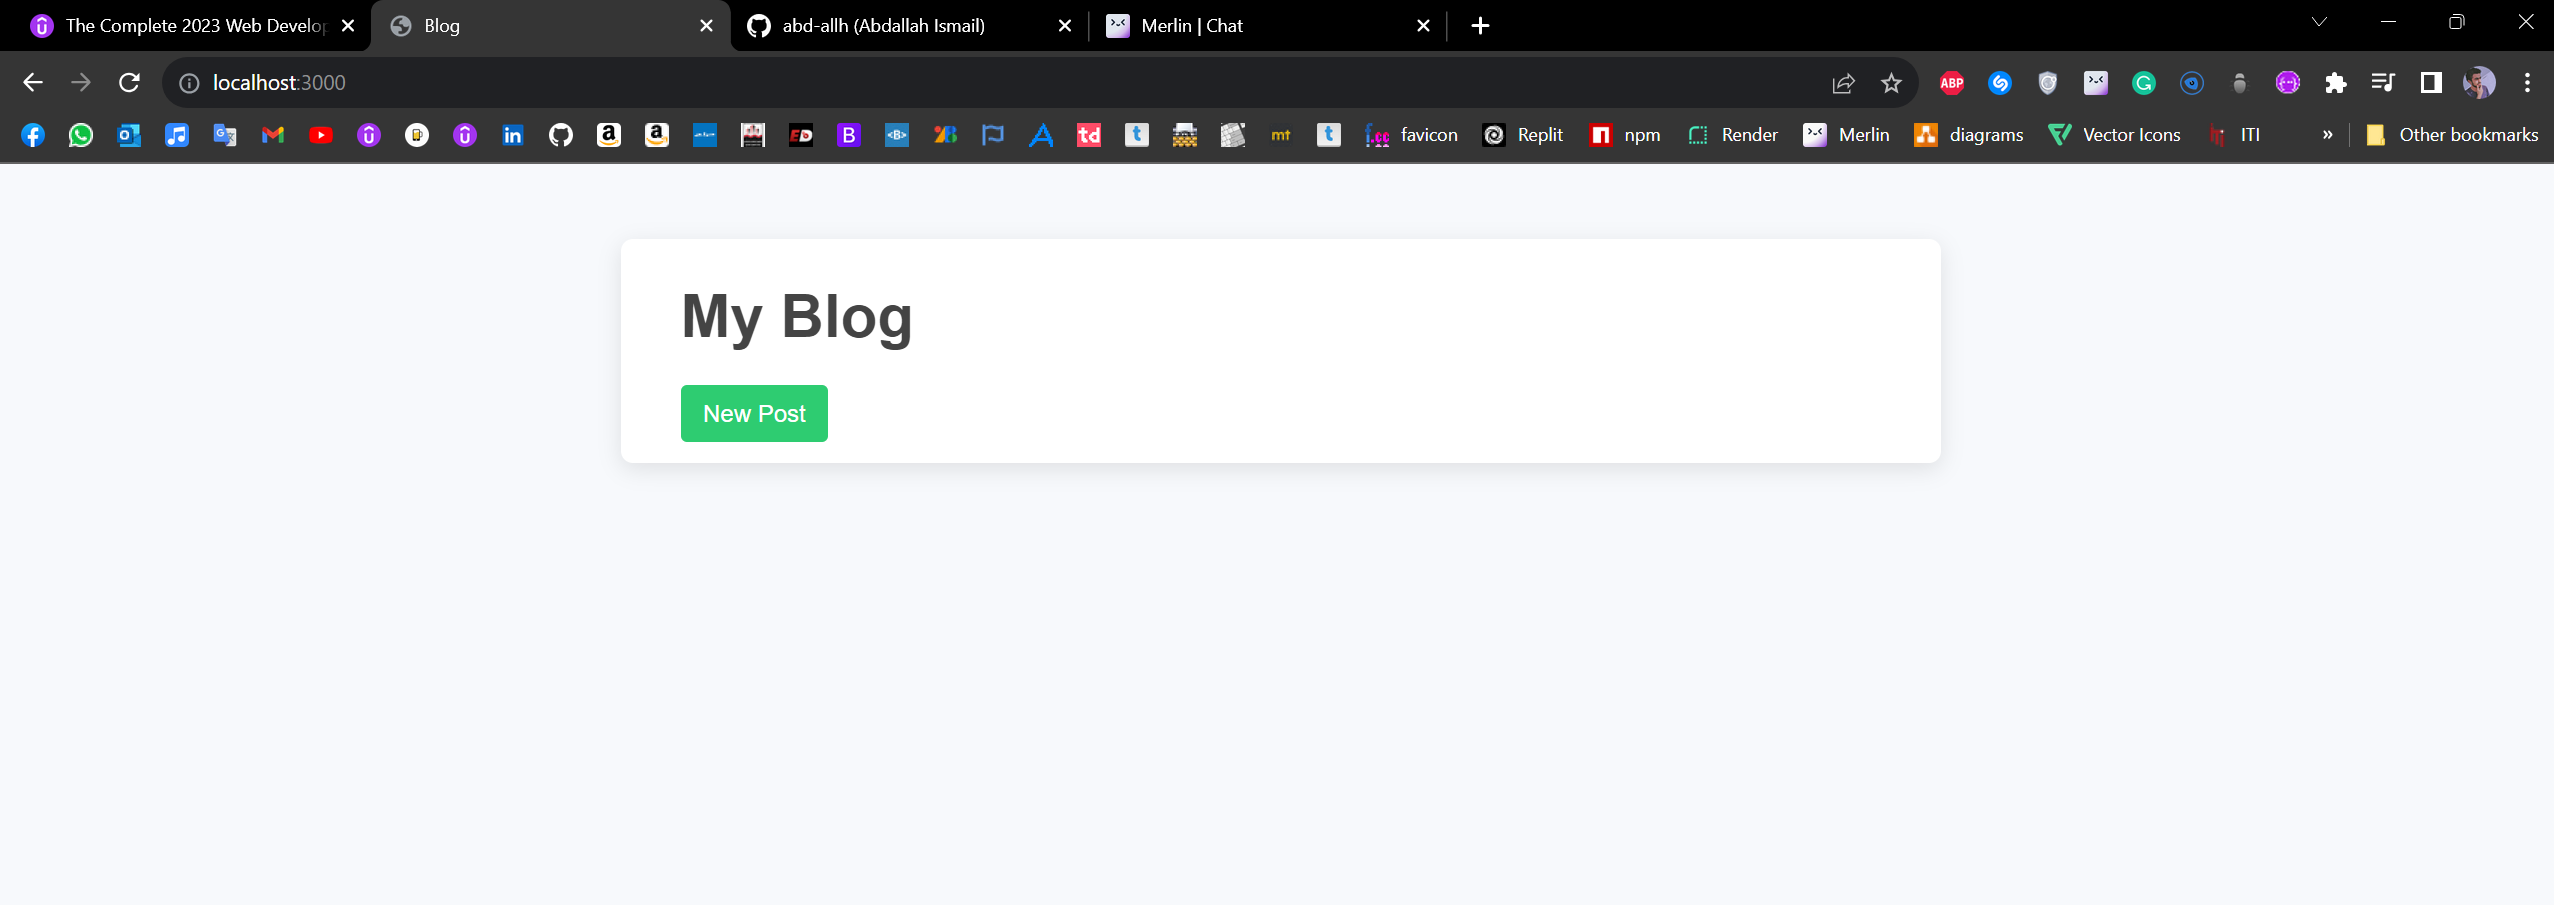 The Complete 2023 Web Develop
Blog
abd-allh (Abdallah Ismail)
Merlin | Chat
localhost:3000
ABP
favicon
Replit
npm
Render
Merlin
diagrams
Vector Icons
ITI
»
Other bookmarks
My Blog
New Post